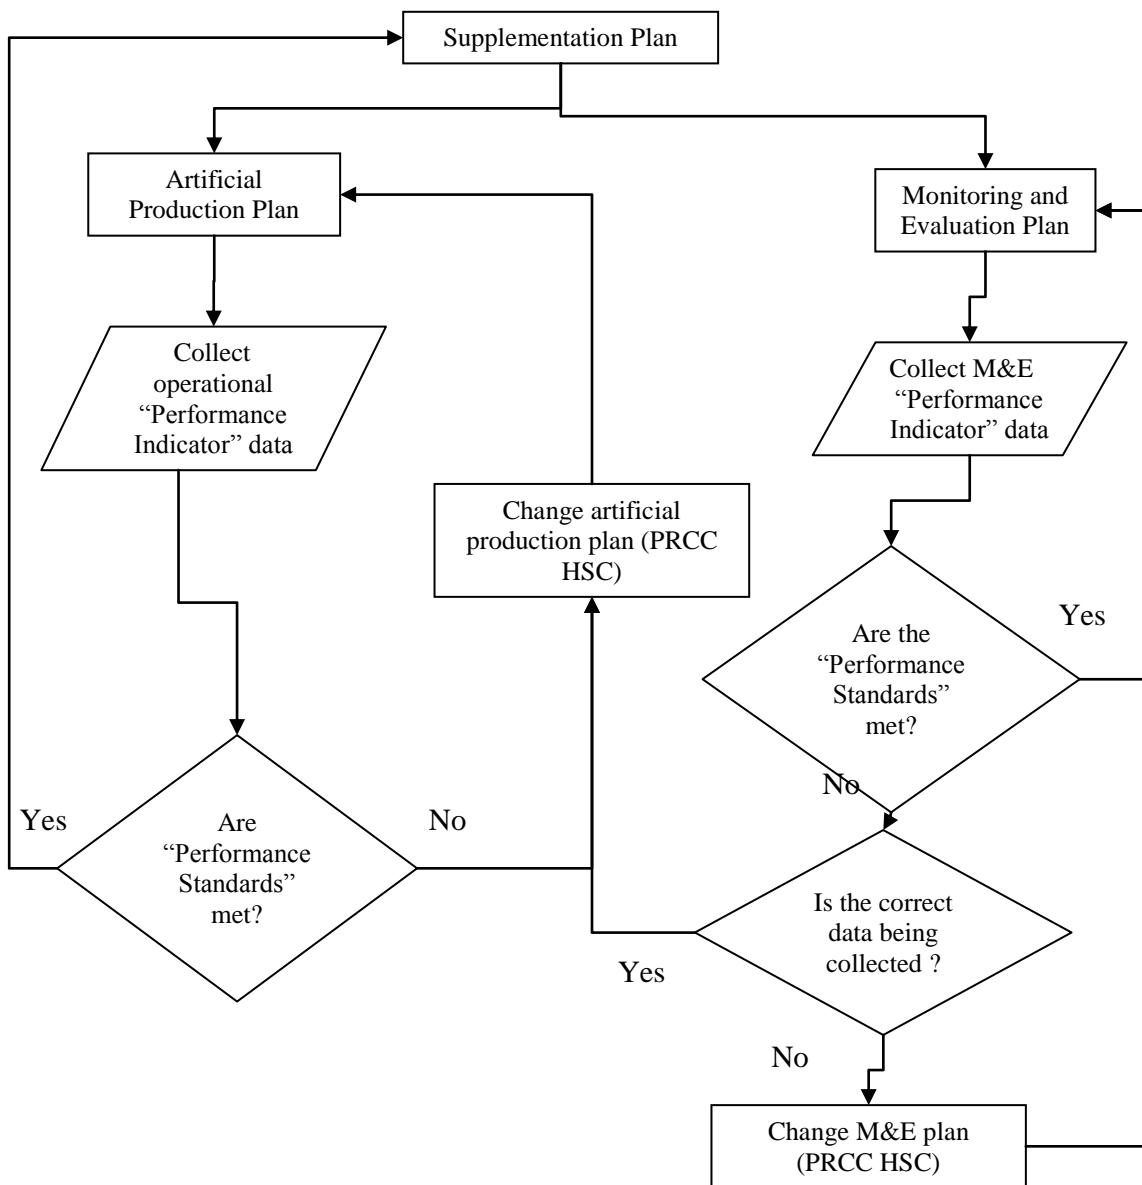 Supplementation Plan
Artificial
Production Plan
Monitoring and
Evaluation Plan
Collect
operational
“Performance
Indicator” data
Collect M&E
“Performance
Indicator” data
Change artificial
production plan (PRCC
HSC)
Are the
“Performance
Standards”
met?
Yes
No
Yes
Are
“Performance
Standards”
met?
No
Is the correct
data being
collected ?
Yes
No
Change M&E plan
(PRCC HSC)